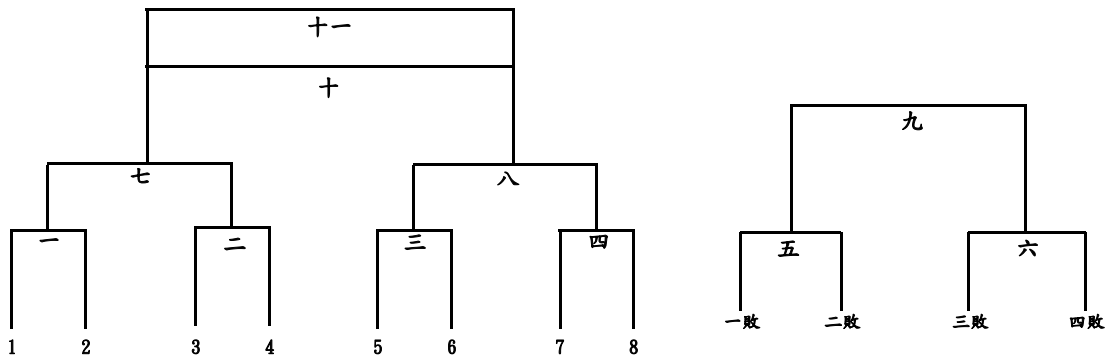 十一
十
九
七 八
一 二 三 四
五 六
一敗 二敗 三敗 四敗
1 2 3 4 5 6 7 8